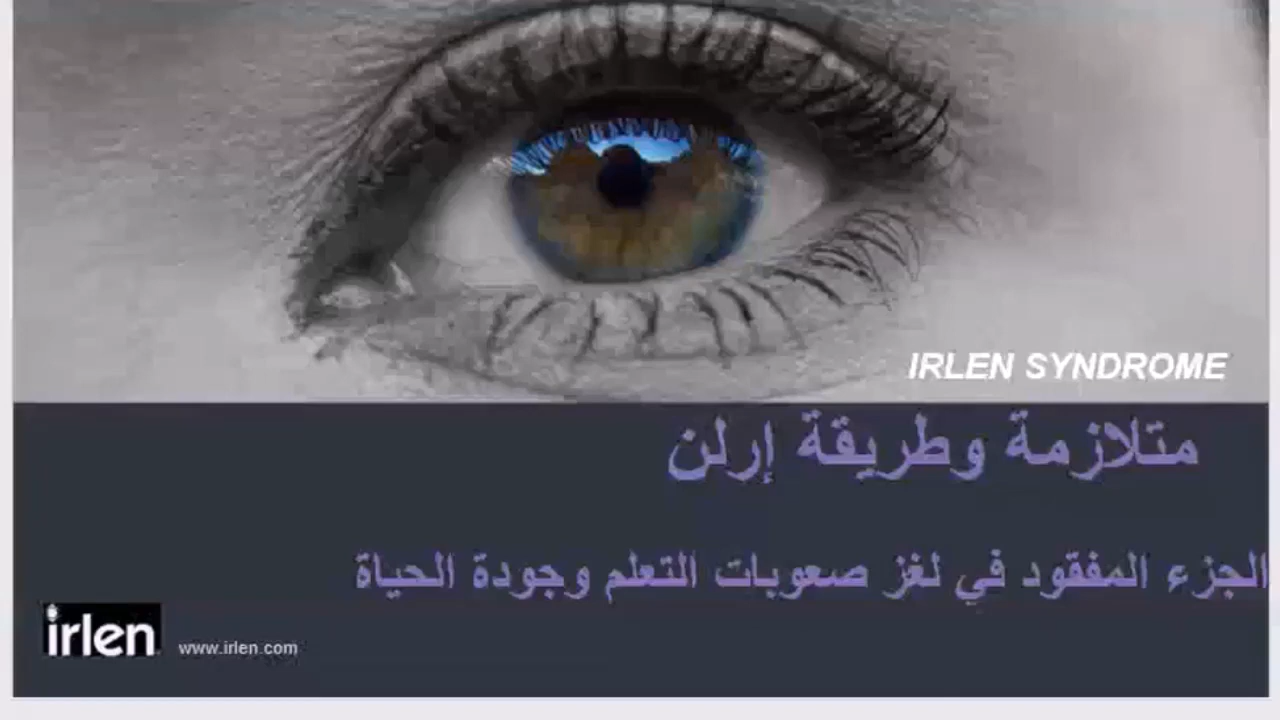 IRLEN SYNDROME
متلازمة وطريقة إرلن
الجزء المفقود في لغز صعوبات التعلم وجودة الحياة
irlen
www.irlen.com